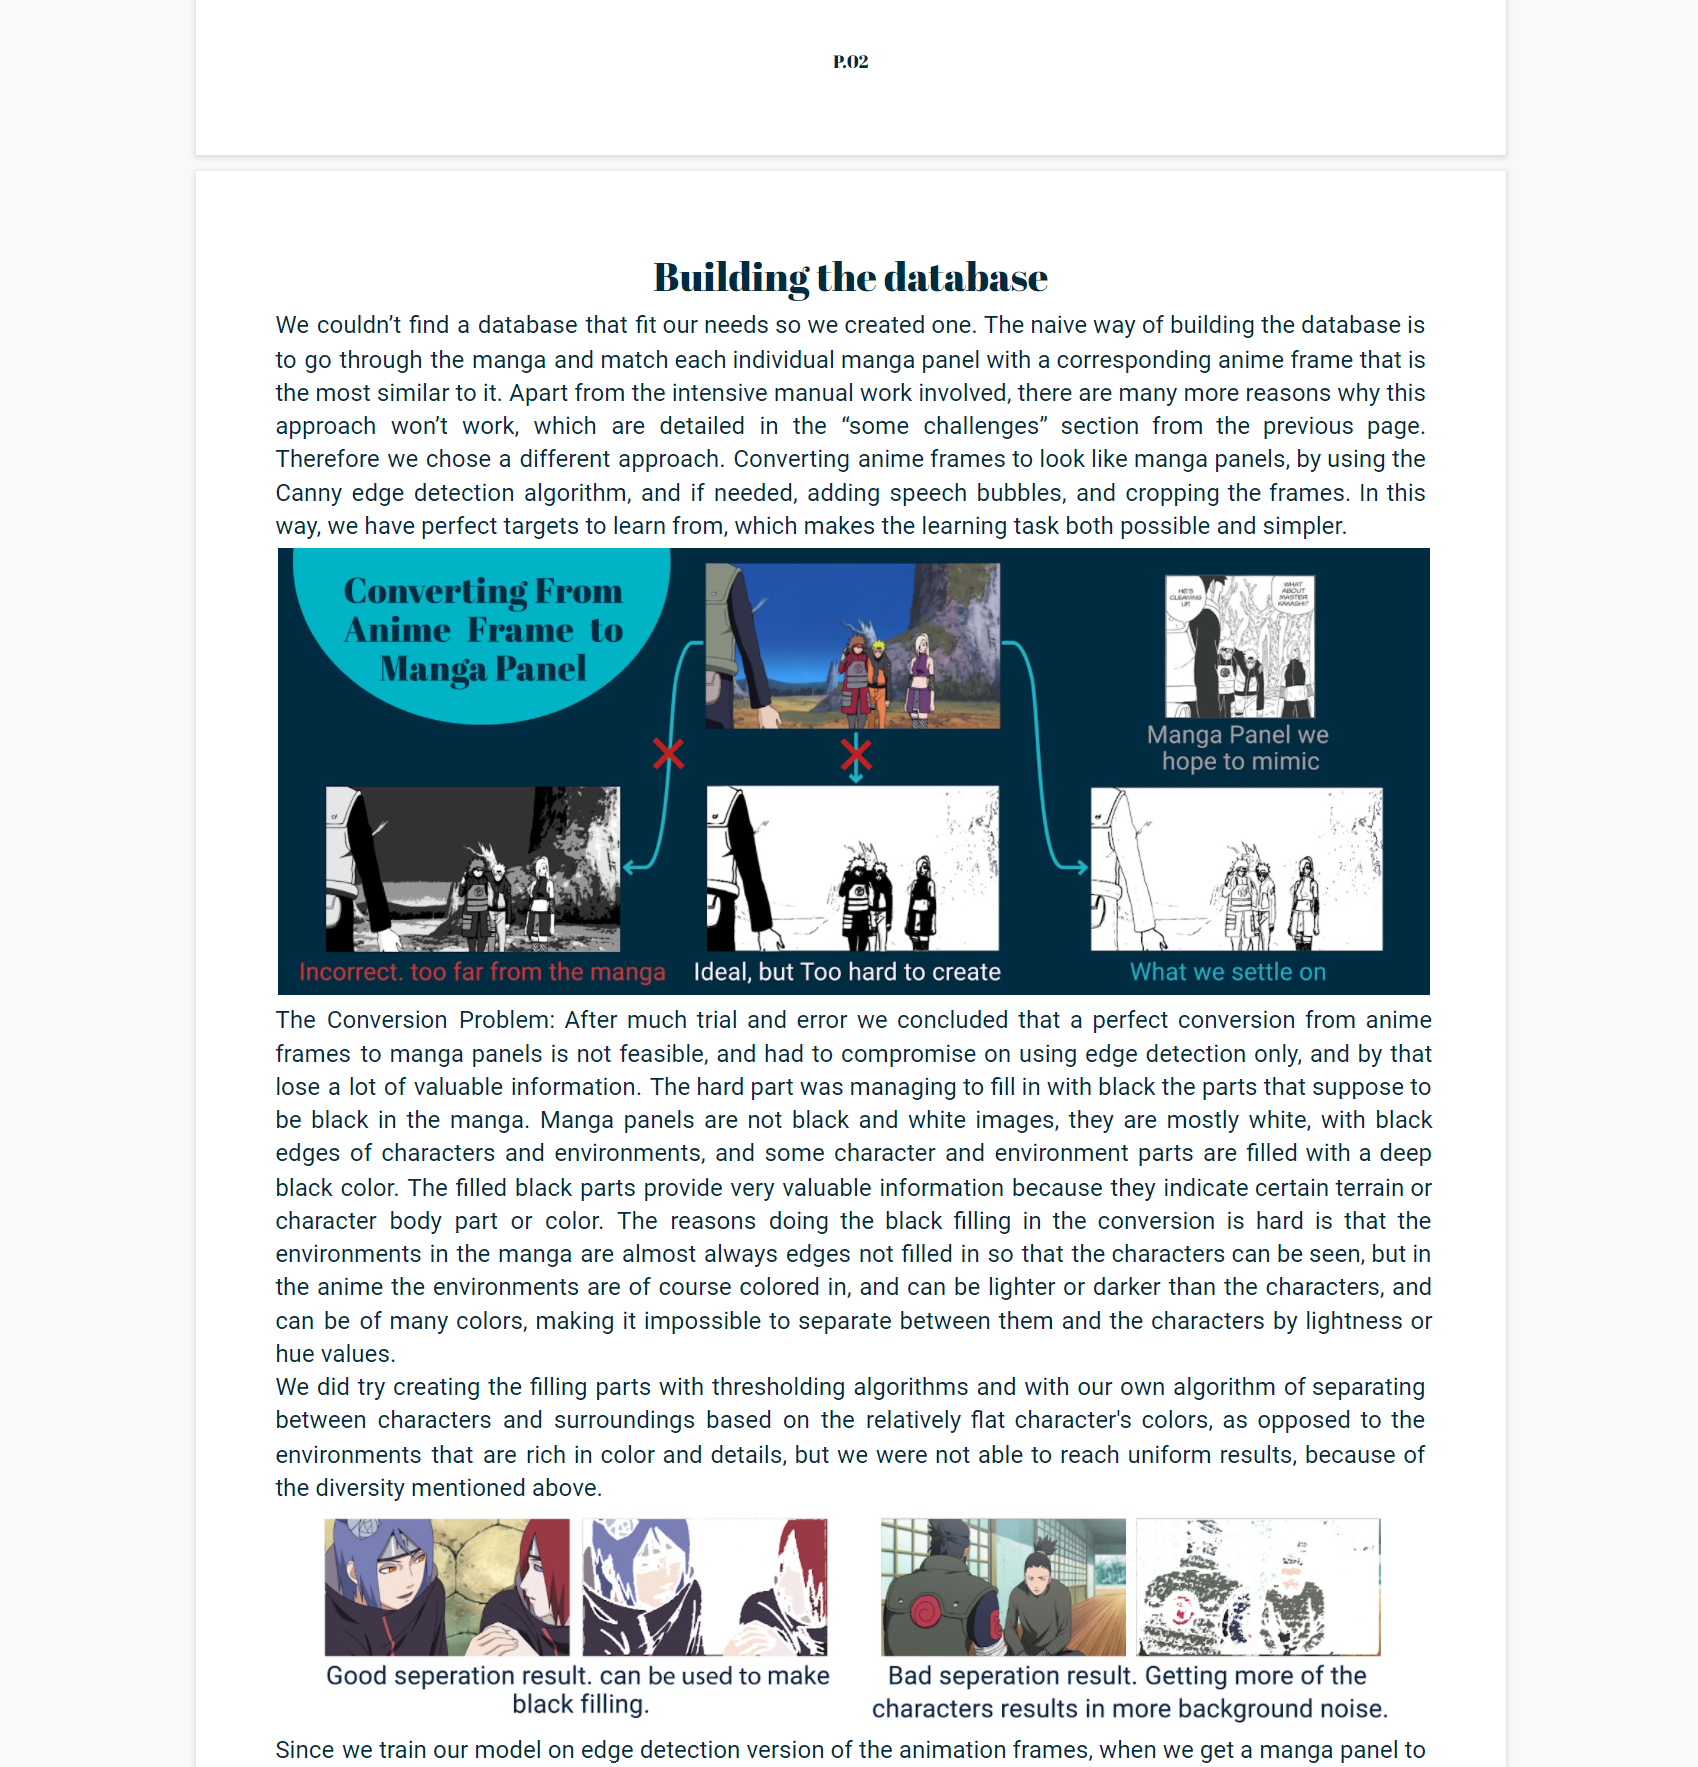 P.02
Building the database
We couldn’t find a database that fit our needs so we created one. The naive way of building the database is
to go through the manga and match each individual manga panel with a corresponding anime frame that is
the most similar to it. Apart from the intensive manual work involved, there are many more reasons why this
approach won’t work, which are detailed in the “some challenges” section from the previous page.
Therefore we chose a different approach. Converting anime frames to look like manga panels, by using the
Canny edge detection algorithm, and if needed, adding speech bubbles, and cropping the frames. In this
way, we have perfect targets to learn from, which makes the learning task both possible and simpler.
Converting From
Anime Frame to
Manga Panel
HE'S
CLEANING
UP!
WHAT
ABOUT
MASTER
KAKASHI?
Manga Panel we
hope to mimic
Incorrect. too far from the manga
Ideal, but Too hard to create
What we settle on
The Conversion Problem: After much trial and error we concluded that a perfect conversion from anime
frames to manga panels is not feasible, and had to compromise on using edge detection only, and by that
lose a lot of valuable information. The hard part was managing to fill in with black the parts that suppose to
be black in the manga. Manga panels are not black and white images, they are mostly white, with black
edges of characters and environments, and some character and environment parts are filled with a deep
black color. The filled black parts provide very valuable information because they indicate certain terrain or
character body part or color. The reasons doing the black filling in the conversion is hard is that the
environments in the manga are almost always edges not filled in so that the characters can be seen, but in
the anime the environments are of course colored in, and can be lighter or darker than the characters, and
can be of many colors, making it impossible to separate between them and the characters by lightness or
hue values.
We did try creating the filling parts with thresholding algorithms and with our own algorithm of separating
between characters and surroundings based on the relatively flat character's colors, as opposed to the
environments that are rich in color and details, but we were not able to reach uniform results, because of
the diversity mentioned above.
Good seperation result. can be used to make
black filling.
Bad seperation result. Getting more of the
characters results in more background noise.
Since we train our model on edge detection version of the animation frames, when we get a manga panel to